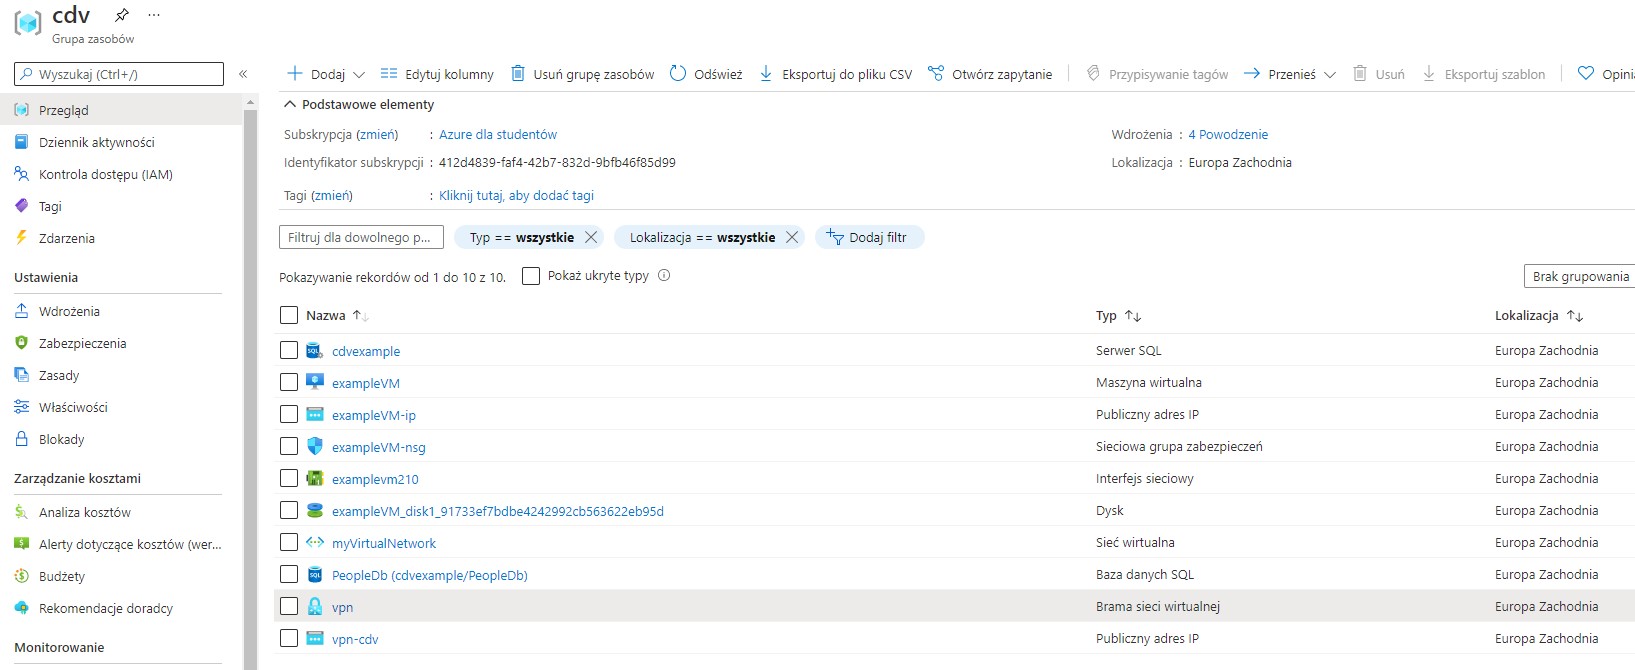 cdv
Grupa zasobów
Wyszukaj (Ctrl+/)
Dodaj Edytuj kolumny Usuń grupę zasobów Odśwież Eksportuj do pliku CSV Otwórz zapytanie Przypisywanie tagów Przenieś Usuń Eksportuj szablon Opini
Przegląd
Dziennik aktywności
Kontrola dostępu (IAM)
Tagi
Zdarzenia
Ustawienia
Wdrożenia
Zabezpieczenia
Zasady
Właściwości
Blokady
Zarządzanie kosztami
Analiza kosztów
Alerty dotyczące kosztów (wer...
Budżety
Rekomendacje doradcy
Monitorowanie
Podstawowe elementy
Subskrypcja (zmień) : Azure dla studentów
Wdrożenia : 4 Powodzenie
Identyfikator subskrypcji : 412d4839-faf4-42b7-832d-9bfb46f85d99
Lokalizacja : Europa Zachodnia
Tagi (zmień) : Kliknij tutaj, aby dodać tagi
Filtruj dla dowolnego p... Typ == wszystkie Lokalizacja == wszystkie Dodaj filtr
Pokazywanie rekordów od 1 do 10 z 10. Pokaż ukryte typy Brak grupowania
Nazwa Typ Lokalizacja
cdvexample Serwer SQL Europa Zachodnia
exampleVM Maszyna wirtualna Europa Zachodnia
exampleVM-ip Publiczny adres IP Europa Zachodnia
exampleVM-nsg Sieciowa grupa zabezpieczeń Europa Zachodnia
examplevm210 Interfejs sieciowy Europa Zachodnia
exampleVM_disk1_91733ef7bdbe4242992cb563622eb95d Dysk Europa Zachodnia
myVirtualNetwork Sieć wirtualna Europa Zachodnia
PeopleDb (cdvexample/PeopleDb) Baza danych SQL Europa Zachodnia
vpn Brama sieci wirtualnej Europa Zachodnia
vpn-cdv Publiczny adres IP Europa Zachodnia